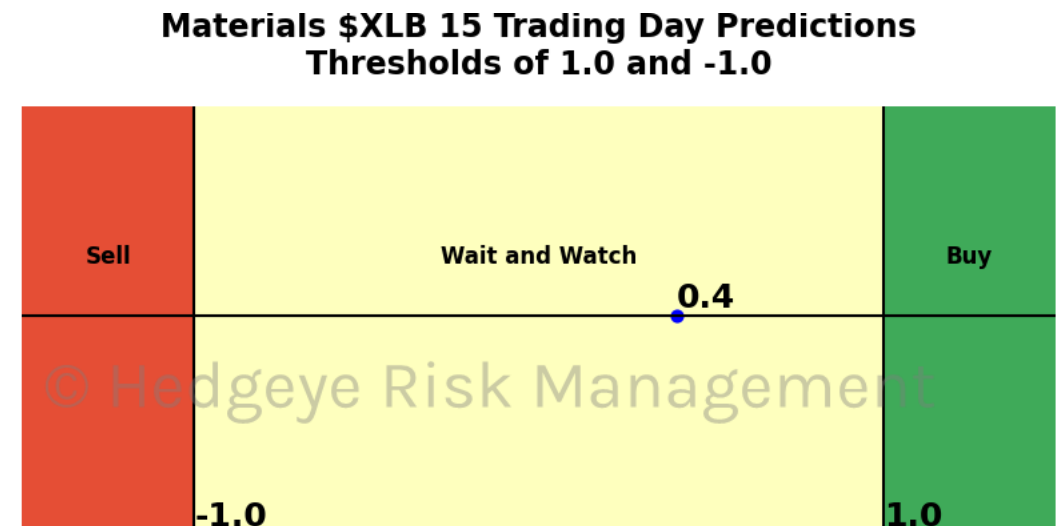 Materials $XLB 15 Trading Day Predictions
Thresholds of 1.0 and -1.0
Sell
Wait and Watch
Buy
0.4
© Hedgeye Risk Management
-1.0
1.0